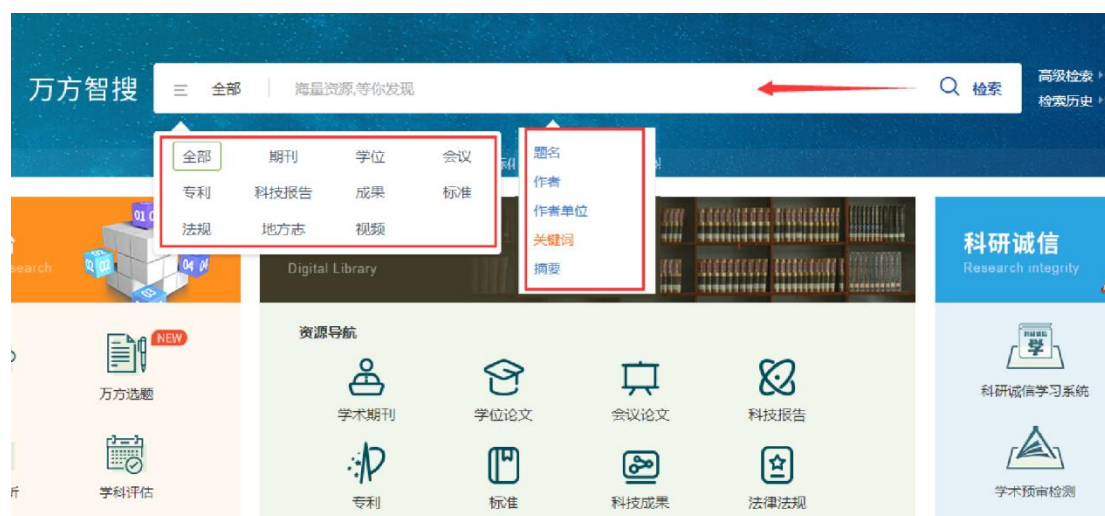 万方智搜
全部
海量资源,等你发现
检索
高级检索
检索历史
全部 期刊 学位 会议
专利 科技报告 成果 标准
法规 地方志 视频
题名
作者
作者单位
关键词
摘要
search
Digital Library
科研诚信
Research integrity
NEW
万方选题
学科评估
析
资源导航
学术期刊 学位论文 会议论文 科技报告
专利 标准 科技成果 法律法规
学
科研诚信学习系统
学术预审检测